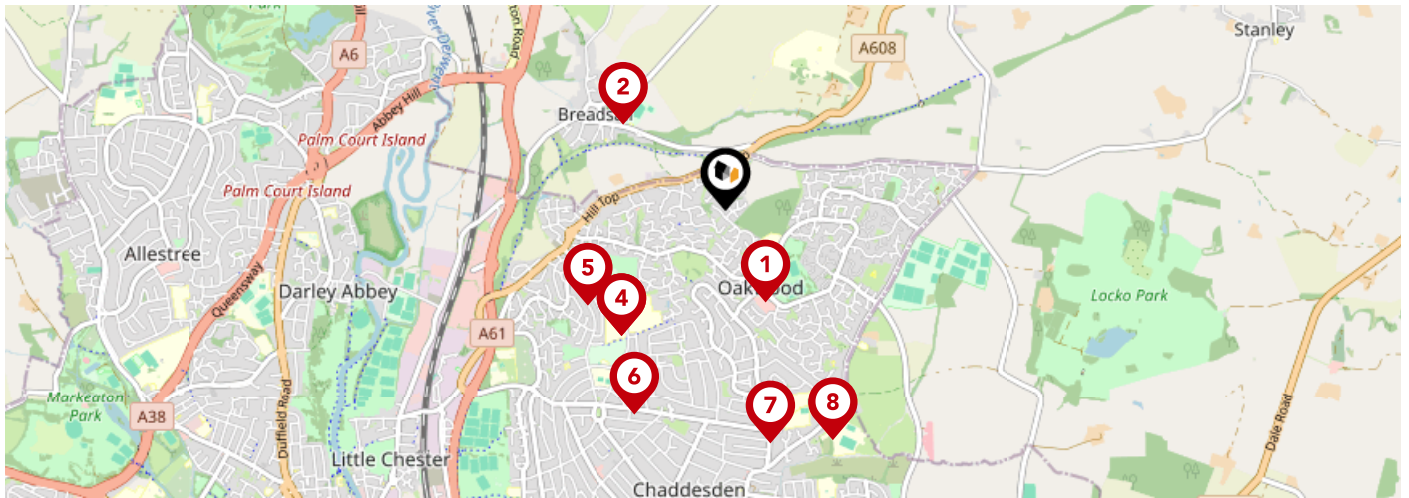 Stanley
A6
A608
ton Road
River Derwent
Abbey Hill
2
Breadsall
Palm Court Island
Palm Court Island
Hill Top
Allestree
1
5
Oakwood
Queensway
Darley Abbey
4
Locko Park
A61
6
Markeaton
Park
A38
Duffield Road
7
8
Dale Road
Little Chester
Chaddesden